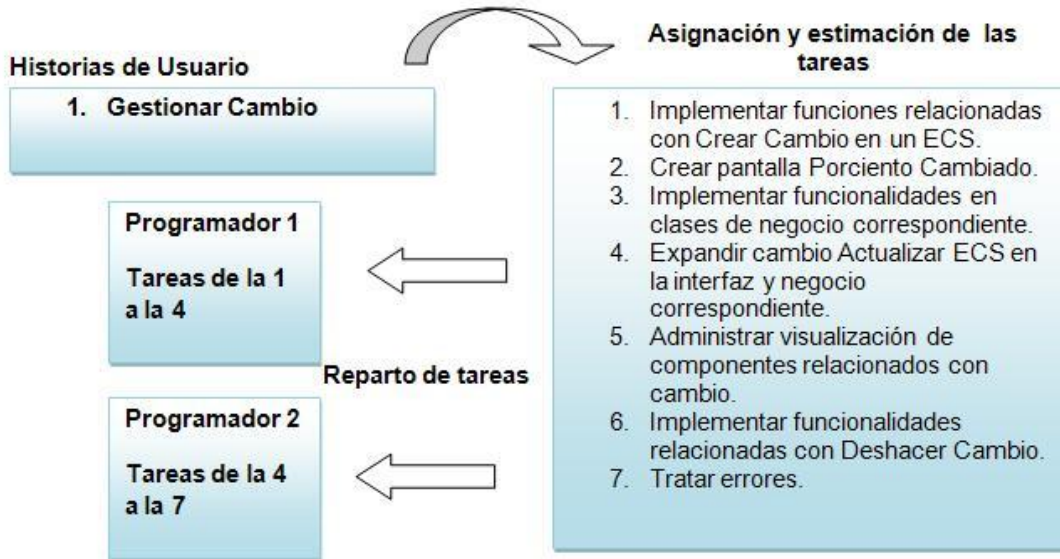 Historias de Usuario
1. Gestionar Cambio
Programador 1
Tareas de la 1
a la 4
Reparto de tareas
Programador 2
Tareas de la 4
a la 7
Asignación y estimación de las
tareas
1. Implementar funciones relacionadas
con Crear Cambio en un ECS.
2. Crear pantalla Porciento Cambiado.
3. Implementar funcionalidades en
clases de negocio correspondiente.
4. Expandir cambio Actualizar ECS en
la interfaz y negocio
correspondiente.
5. Administrar visualización de
componentes relacionados con
cambio.
6. Implementar funcionalidades
relacionadas con Deshacer Cambio.
7. Tratar errores.